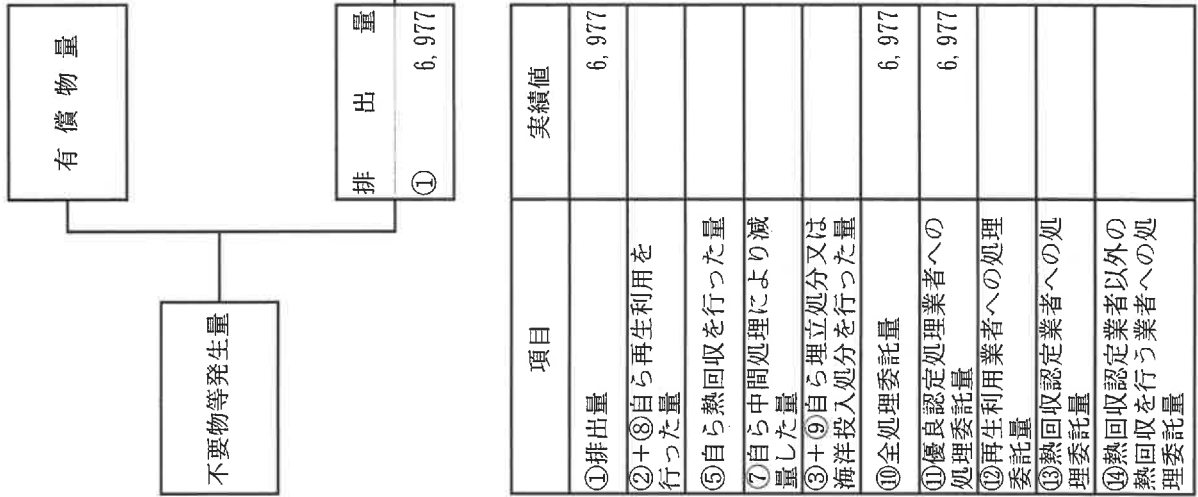 不要物等発生量
有償物量
排出量
① 6,977
項目 実績値
①排出量 6,977
②+⑧自ら再生利用を
行った量
⑤自ら熱回収を行った量
⑦自ら中間処理により減
量した量
③+⑨自ら埋立処分又は
海洋投入処分を行った量
⑩全処理委託量 6,977
⑪優良認定処理業者への
処理委託量 6,977
⑫再生利用業者への処理
委託量
⑬熱回収認定業者への処
理委託量
⑭熱回収認定業者以外の
熱回収を行う業者への処
理委託量